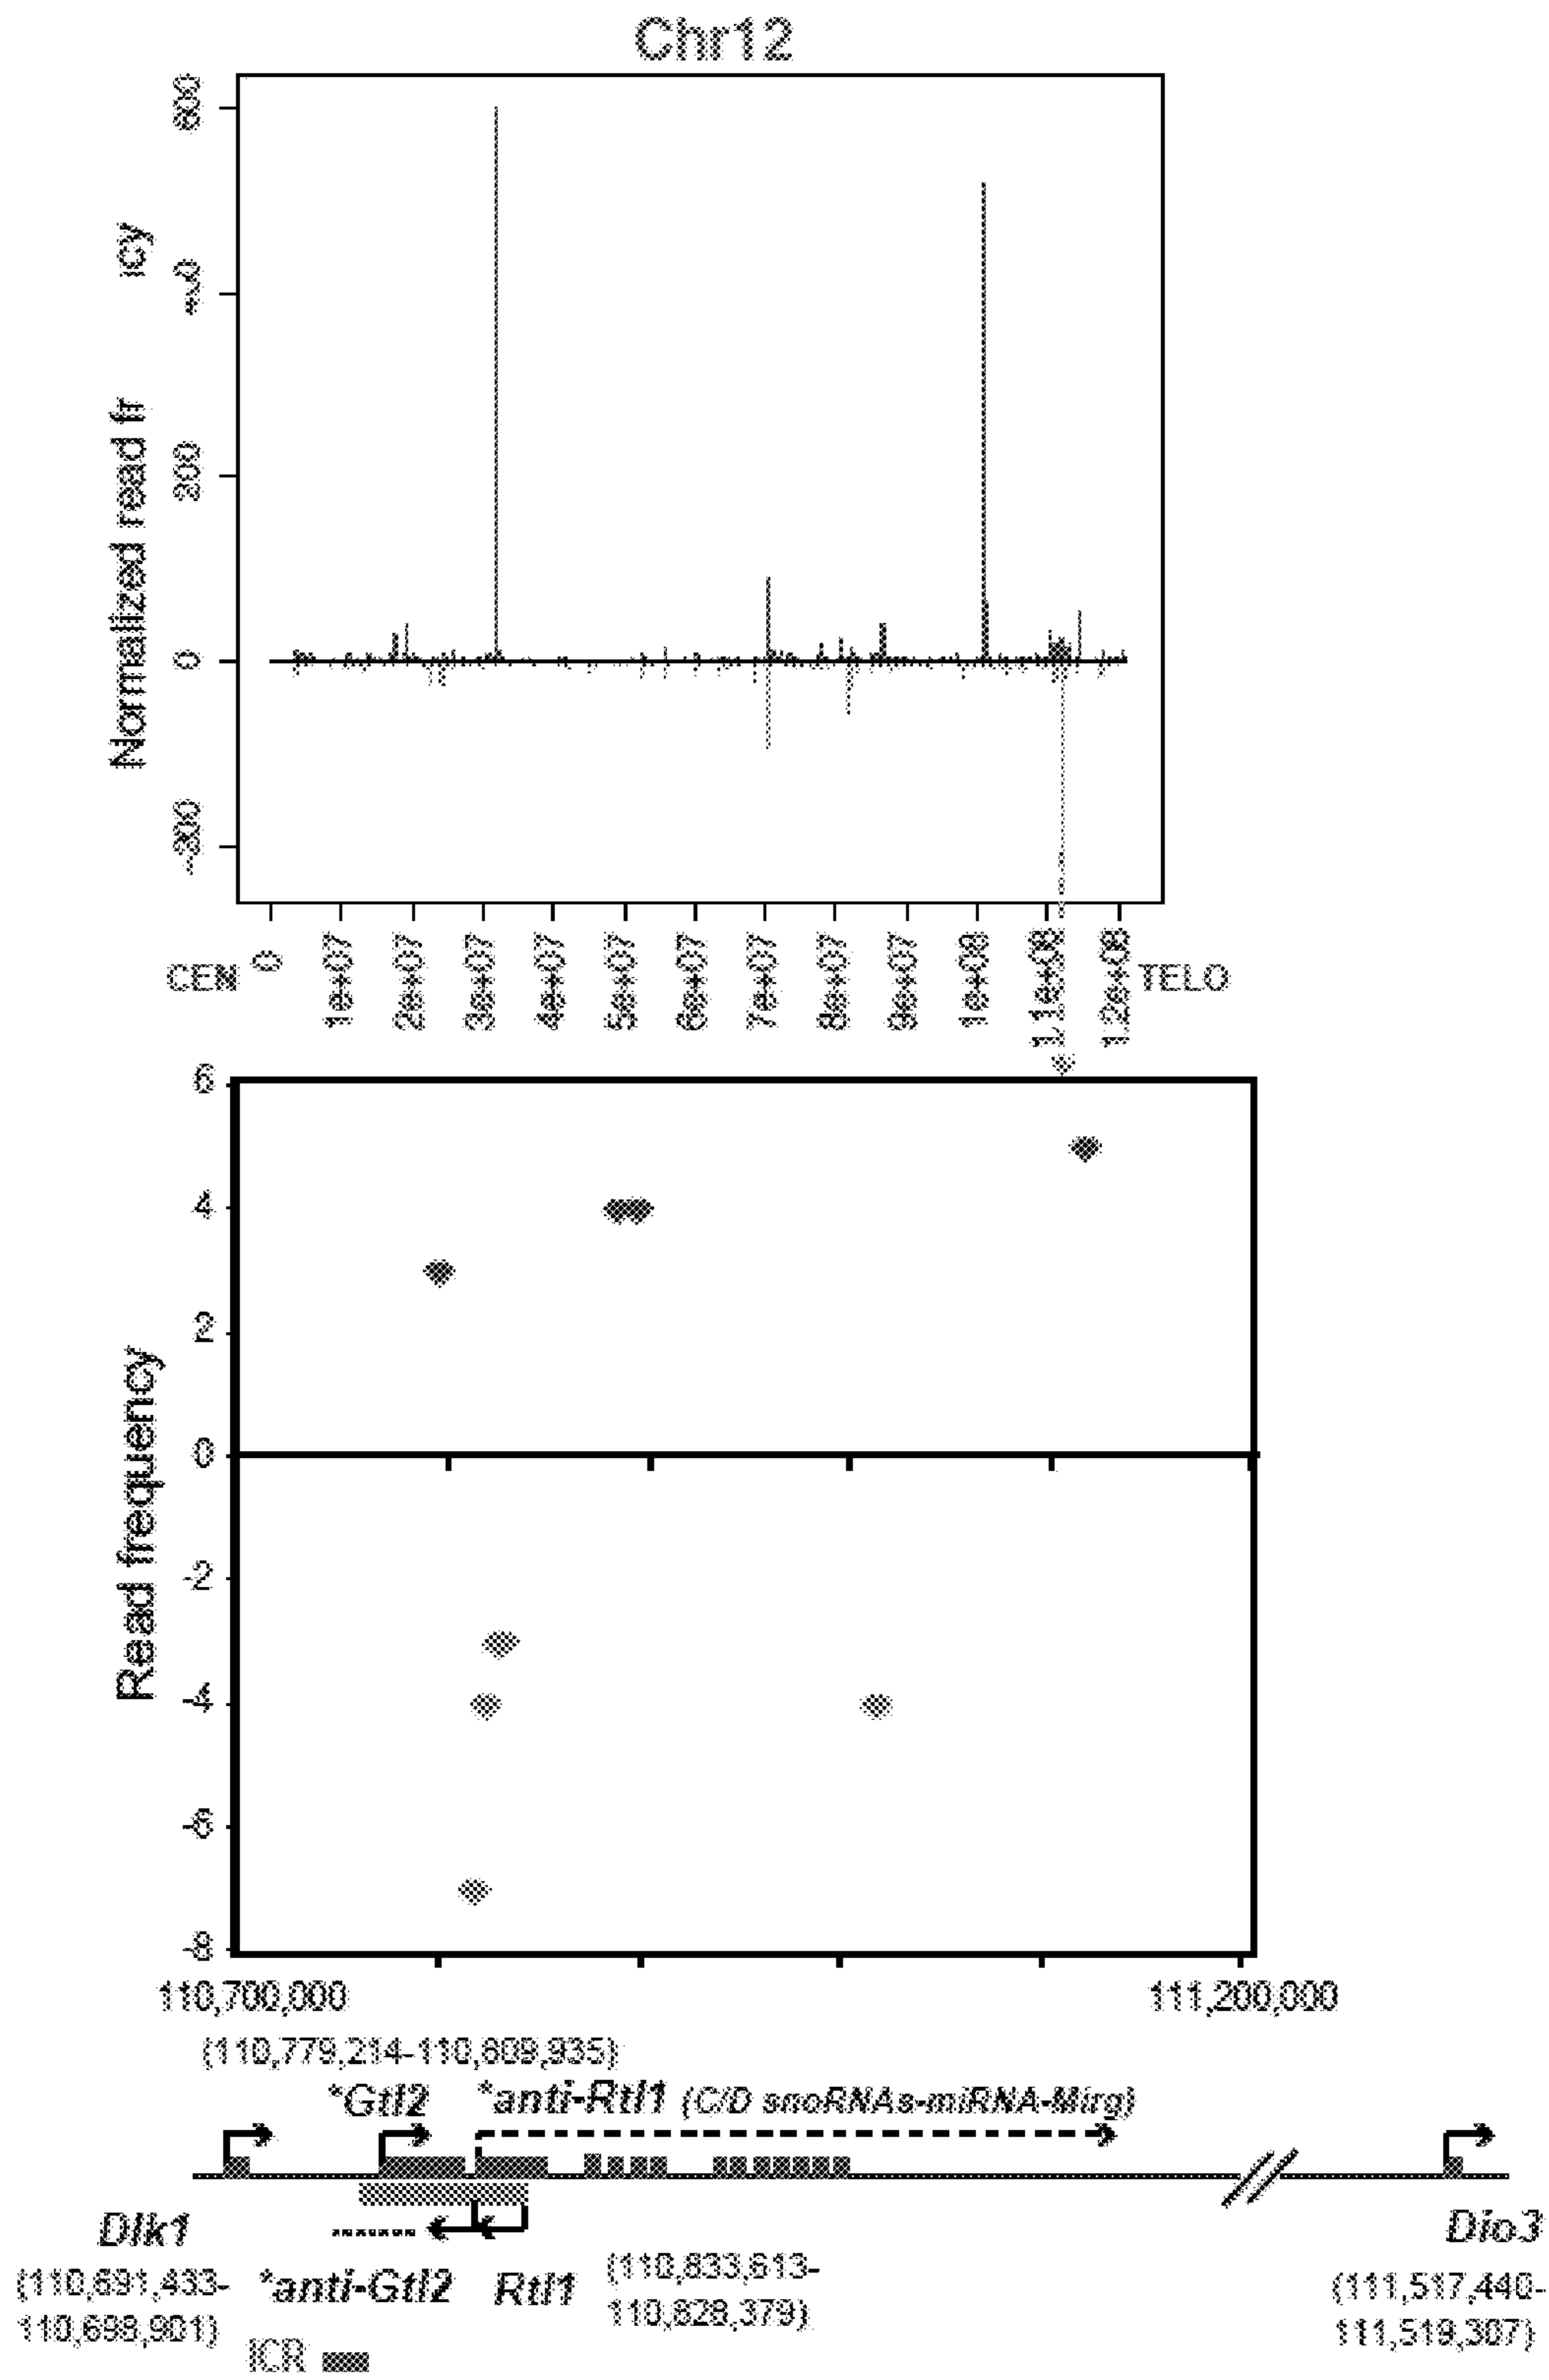 Chr12
Normalized read fr icy
200
0
CEN
0
1e+07
2e+07
3e+07
4e+07
5e+07
6e+07
7e+07
8e+07
9e+07
1e+08
1.1e+08
1.2e+08
TELO
Read frequency
6
4
2
0
-2
-4
-6
-8
110,700,000
111,200,000
(110,779,214-110,809,935)
*Gtl2
*anti-Rtl1 (C/D snoRNAs-miRNA-Mirg)
Dlk1
(110,691,433-
110,698,901)
*anti-Gtl2
Rtl1
(110,833,613-
110,828,379)
Dio3
(111,517,440-
111,519,307)
ICR